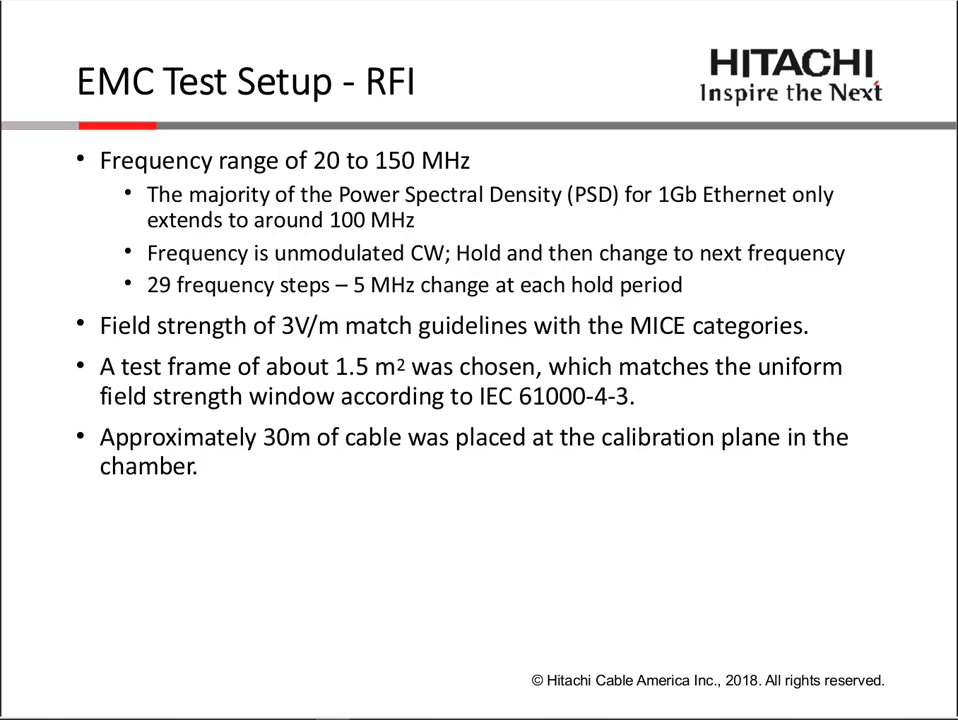 EMC Test Setup - RFI
HITACHI
Inspire the Next
• Frequency range of 20 to 150 MHz
• The majority of the Power Spectral Density (PSD) for 1Gb Ethernet only
extends to around 100 MHz
• Frequency is unmodulated CW; Hold and then change to next frequency
• 29 frequency steps – 5 MHz change at each hold period
• Field strength of 3V/m match guidelines with the MICE categories.
• A test frame of about 1.5 m2 was chosen, which matches the uniform
field strength window according to IEC 61000-4-3.
• Approximately 30m of cable was placed at the calibration plane in the
chamber.
© Hitachi Cable America Inc., 2018. All rights reserved.